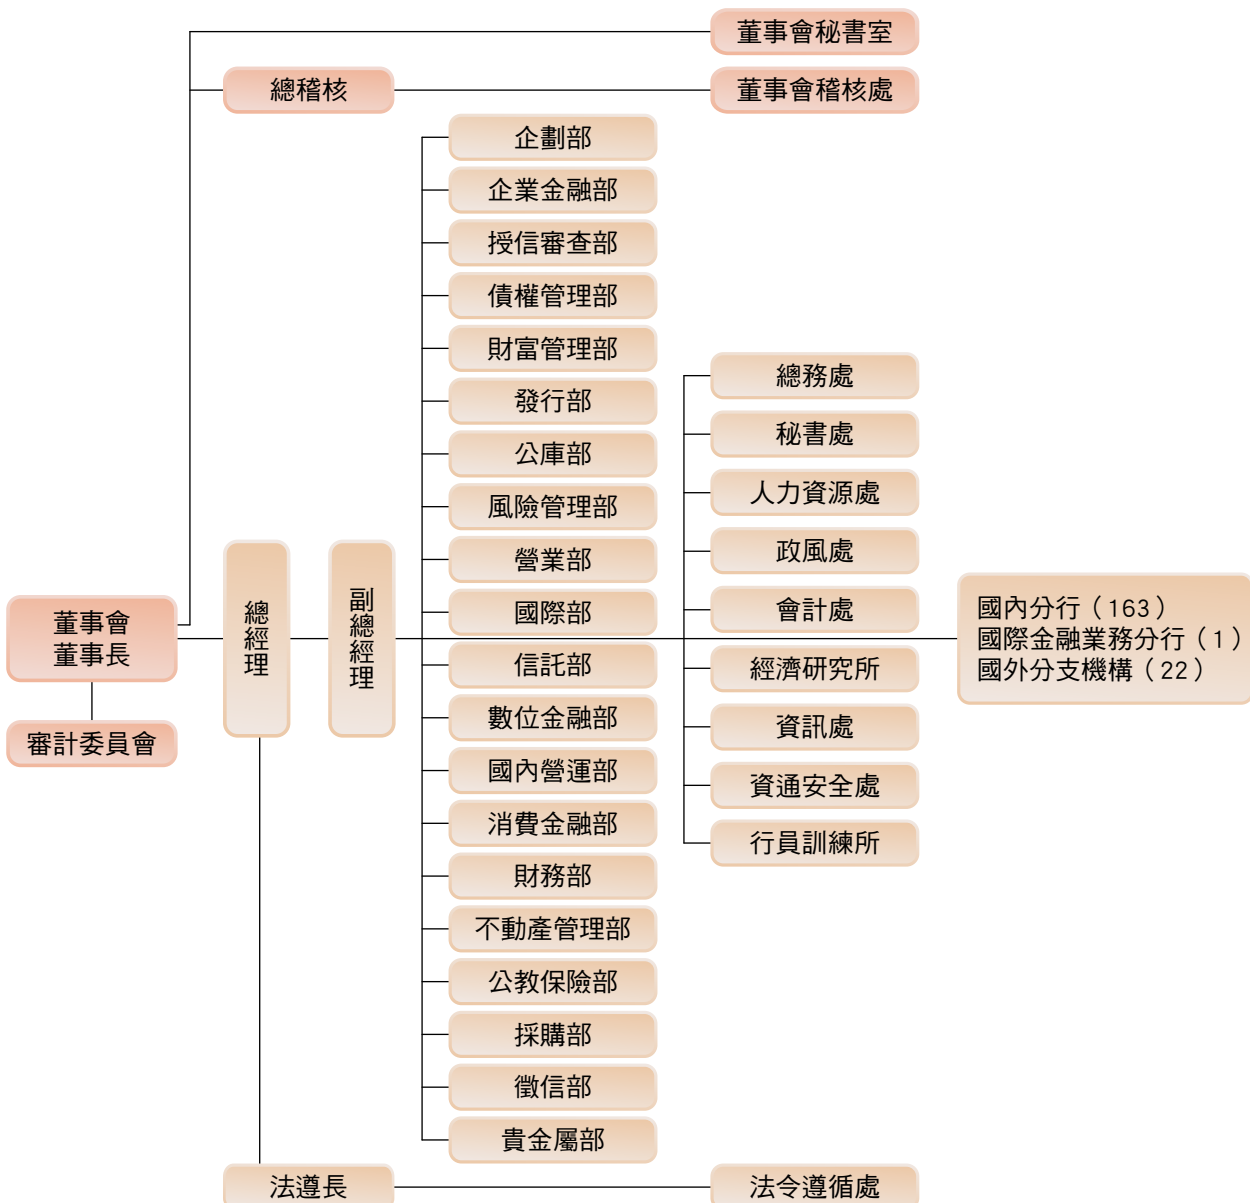 董事會秘書室
總稽核
董事會稽核處
企劃部
企業金融部
授信審查部
債權管理部
財富管理部
發行部
公庫部
風險管理部
營業部
國際部
信託部
數位金融部
國內營運部
消費金融部
財務部
不動產管理部
公教保險部
採購部
徵信部
貴金屬部
總務處
秘書處
人力資源處
政風處
會計處
經濟研究所
資訊處
資通安全處
行員訓練所
董事會
董事長
審計委員會
總經理
副總經理
國內分行（163）
國際金融業務分行（1）
國外分支機構（22）
法遵長
法令遵循處